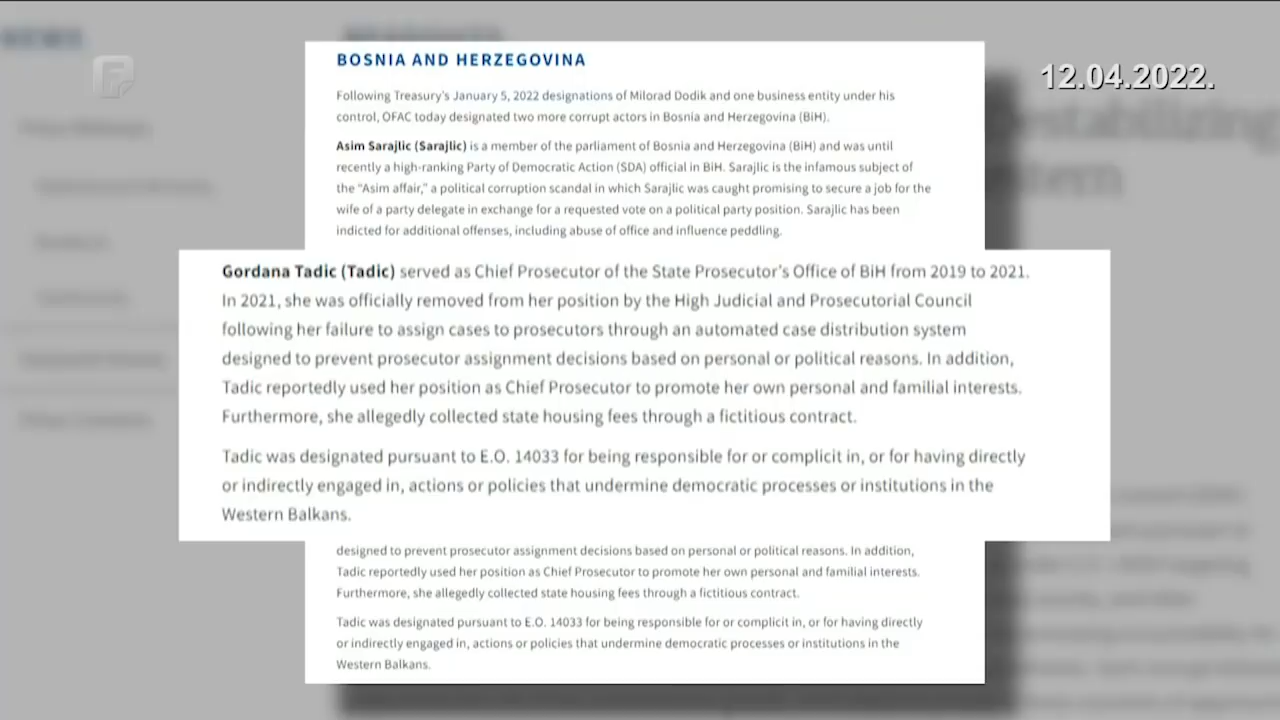 12.04.2022.
BOSNIA AND HERZEGOVINA
Following Treasury's January 5, 2022 designations of Milorad Dodik and one business entity under his
control, OFAC today designated two more corrupt actors in Bosnia and Herzegovina (BiH).
Asim Sarajlic (Sarajlic) is a member of the parliament of Bosnia and Herzegovina (BiH) and was until
recently a high-ranking Party of Democratic Action (SDA) official in BiH. Sarajlic is the infamous subject of
the "Asim affair," a political corruption scandal in which Sarajlic was caught promising to secure a job for the
wife of a party delegate in exchange for a requested vote on a political party position. Sarajlic has been
indicted for additional offenses, including abuse of office and influence peddling.
Gordana Tadic (Tadic) served as Chief Prosecutor of the State Prosecutor's Office of BiH from 2019 to 2021.
In 2021, she was officially removed from her position by the High Judicial and Prosecutorial Council
following her failure to assign cases to prosecutors through an automated case distribution system
designed to prevent prosecutor assignment decisions based on personal or political reasons. In addition,
Tadic reportedly used her position as Chief Prosecutor to promote her own personal and familial interests.
Furthermore, she allegedly collected state housing fees through a fictitious contract.
Tadic was designated pursuant to E.O. 14033 for being responsible for or complicit in, or for having directly
or indirectly engaged in, actions or policies that undermine democratic processes or institutions in the
Western Balkans.
designed to prevent prosecutor assignment decisions based on personal or political reasons. In addition,
Tadic reportedly used her position as Chief Prosecutor to promote her own personal and familial interests.
Furthermore, she allegedly collected state housing fees through a fictitious contract.
Tadic was designated pursuant to E.O. 14033 for being responsible for or complicit in, or for having directly
or indirectly engaged in, actions or policies that undermine democratic processes or institutions in the
Western Balkans.